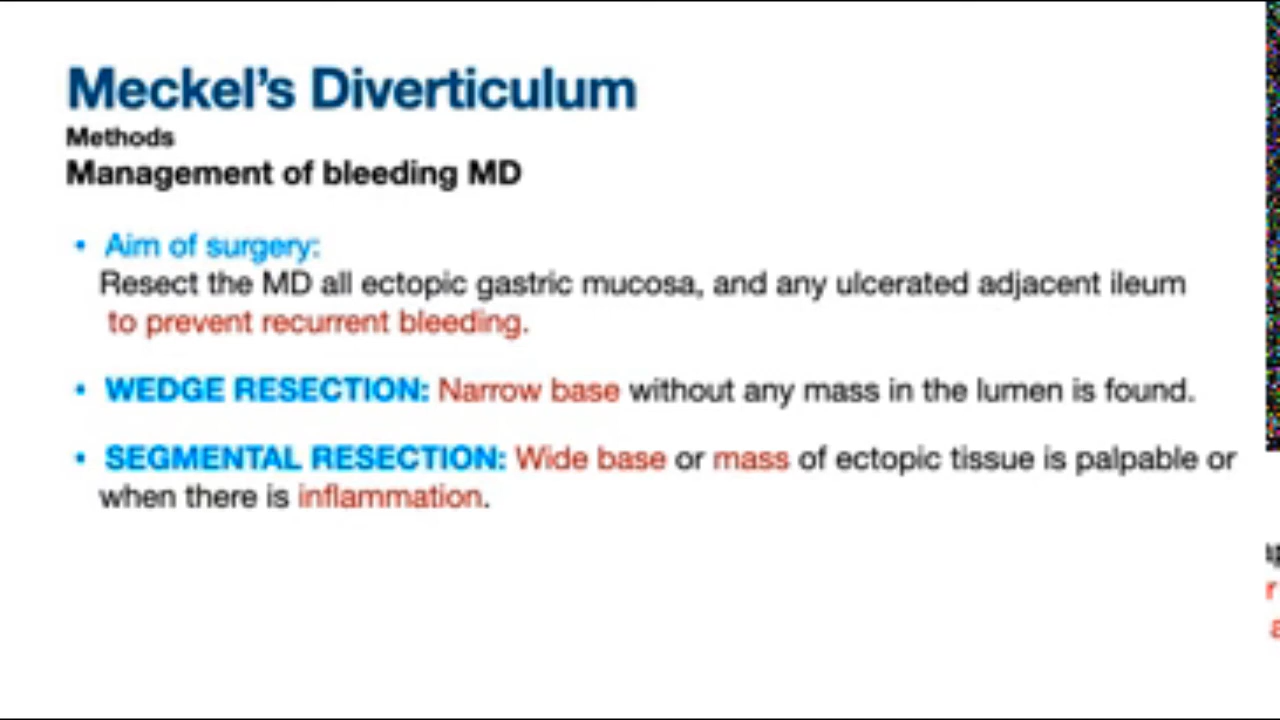 Meckel's Diverticulum
Methods
Management of bleeding MD
• Aim of surgery:
Resect the MD all ectopic gastric mucosa, and any ulcerated adjacent ileum
to prevent recurrent bleeding.
• WEDGE RESECTION: Narrow base without any mass in the lumen is found.
• SEGMENTAL RESECTION: Wide base or mass of ectopic tissue is palpable or
when there is inflammation.